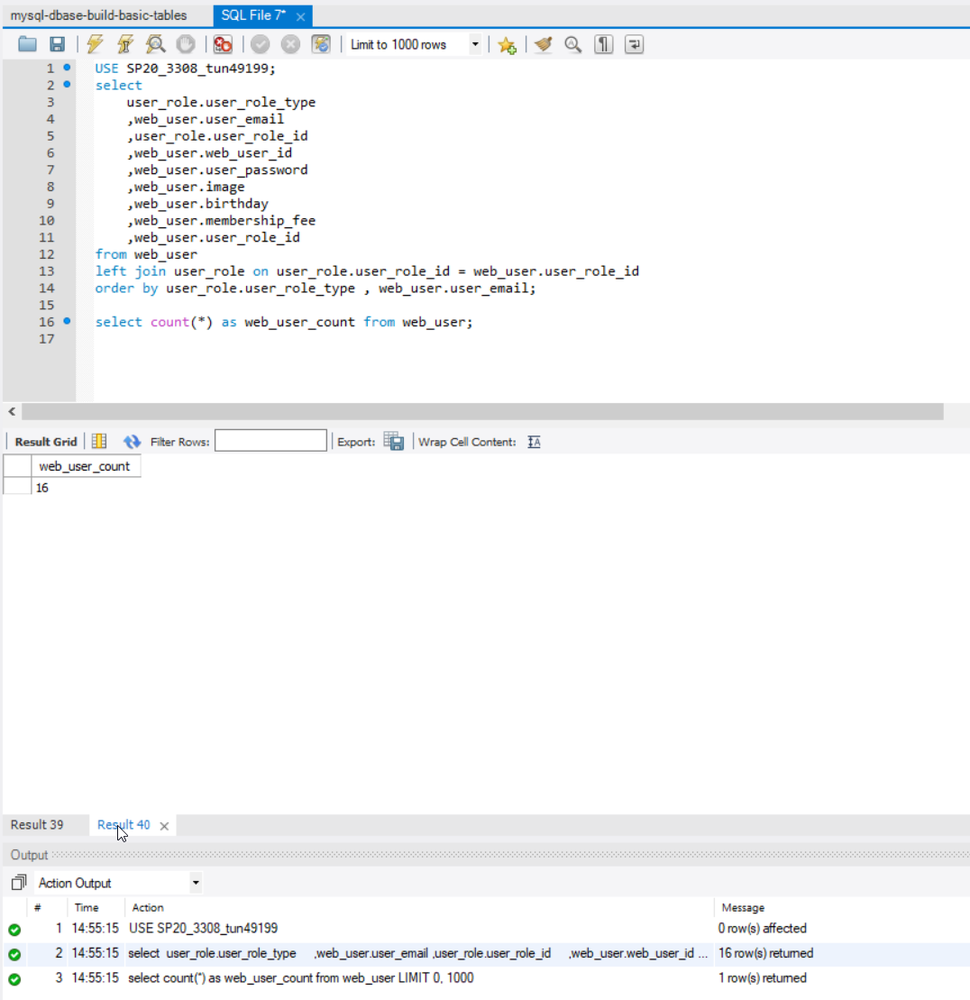 mysql-dbase-build-basic-tables SQL File 7* ×
Limit to 1000 rows
1 USE SP20_3308_tun49199;
2 select
3 user_role.user_role_type
4 ,web_user.user_email
5 ,user_role.user_role_id
6 ,web_user.web_user_id
7 ,web_user.user_password
8 ,web_user.image
9 ,web_user.birthday
10 ,web_user.membership_fee
11 ,web_user.user_role_id
12 from web_user
13 left join user_role on user_role.user_role_id = web_user.user_role_id
14 order by user_role.user_role_type , web_user.user_email;
15
16 select count(*) as web_user_count from web_user;
17
Result Grid Filter Rows: Export: Wrap Cell Content: IA
web_user_count
16
Result 39 Result 40 ×
Output
Action Output
# Time Action Message
1 14:55:15 USE SP20_3308_tun49199 0 row(s) affected
2 14:55:15 select user_role.user_role_type ,web_user.user_email ,user_role.user_role_id ,web_user.web_user_id ... 16 row(s) returned
3 14:55:15 select count(*) as web_user_count from web_user LIMIT 0, 1000 1 row(s) returned